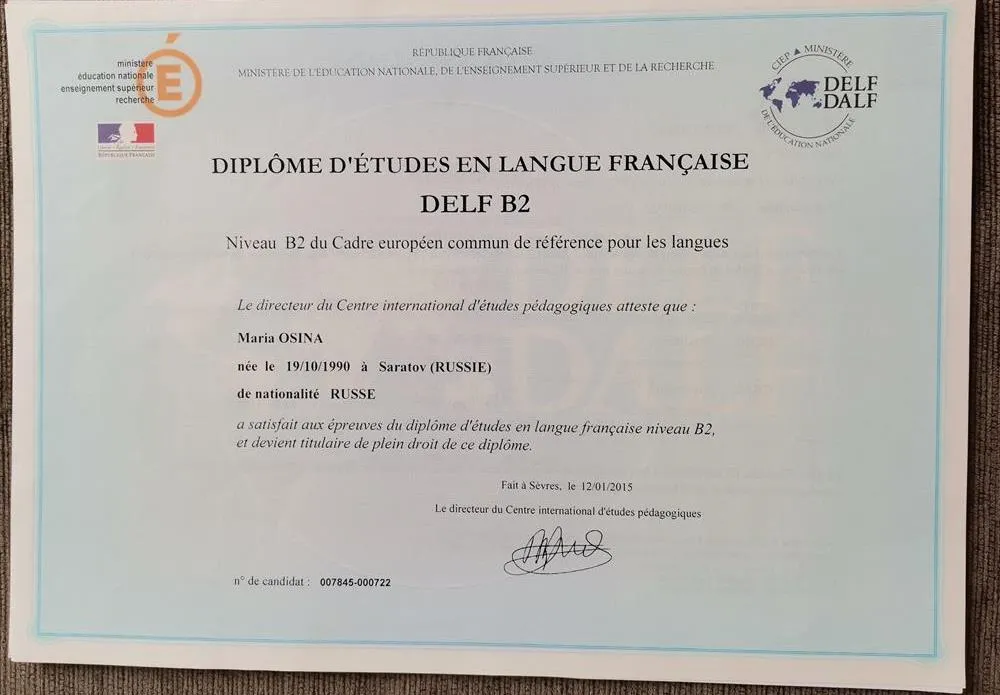 ministère
éducation nationale
enseignement supérieur
recherche
É
RÉPUBLIQUE FRANÇAISE
RÉPUBLIQUE FRANÇAISE
MINISTÈRE DE L'EDUCATION NATIONALE, DE L'ENSEIGNEMENT SUPÉRIEUR ET DE LA RECHERCHE
CIEP ▲ MINISTÈRE
DELF
DALF
DE L'ÉDUCATION NATIONALE
DIPLÔME D'ÉTUDES EN LANGUE FRANÇAISE
DELF B2
Niveau B2 du Cadre européen commun de référence pour les langues
Le directeur du Centre international d'études pédagogiques atteste que :
Maria OSINA
née le 19/10/1990 à Saratov (RUSSIE)
de nationalité RUSSE
a satisfait aux épreuves du diplôme d'études en langue française niveau B2,
et devient titulaire de plein droit de ce diplôme.
Fait à Sèvres, le 12/01/2015
Le directeur du Centre international d'études pédagogiques
n° de candidat : 007845-000722